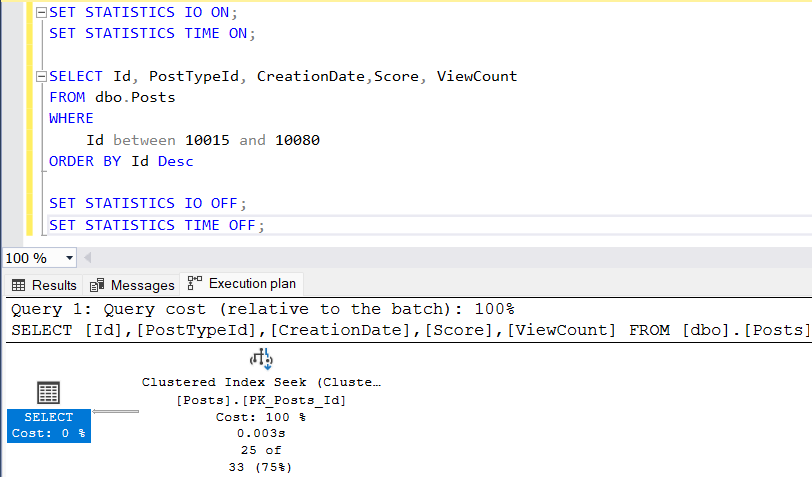 SET STATISTICS IO ON;
SET STATISTICS TIME ON;
SELECT Id, PostTypeId, CreationDate,Score, ViewCount
FROM dbo.Posts
WHERE
Id between 10015 and 10080
ORDER BY Id Desc
SET STATISTICS IO OFF;
SET STATISTICS TIME OFF;
100 %
Results Messages Execution plan
Query 1: Query cost (relative to the batch): 100%
SELECT [Id],[PostTypeId],[CreationDate],[Score],[ViewCount] FROM [dbo].[Posts]
Clustered Index Seek (Cluste…
[Posts].[PK_Posts_Id]
Cost: 100 %
0.003s
25 of
33 (75%)
SELECT
Cost: 0 %